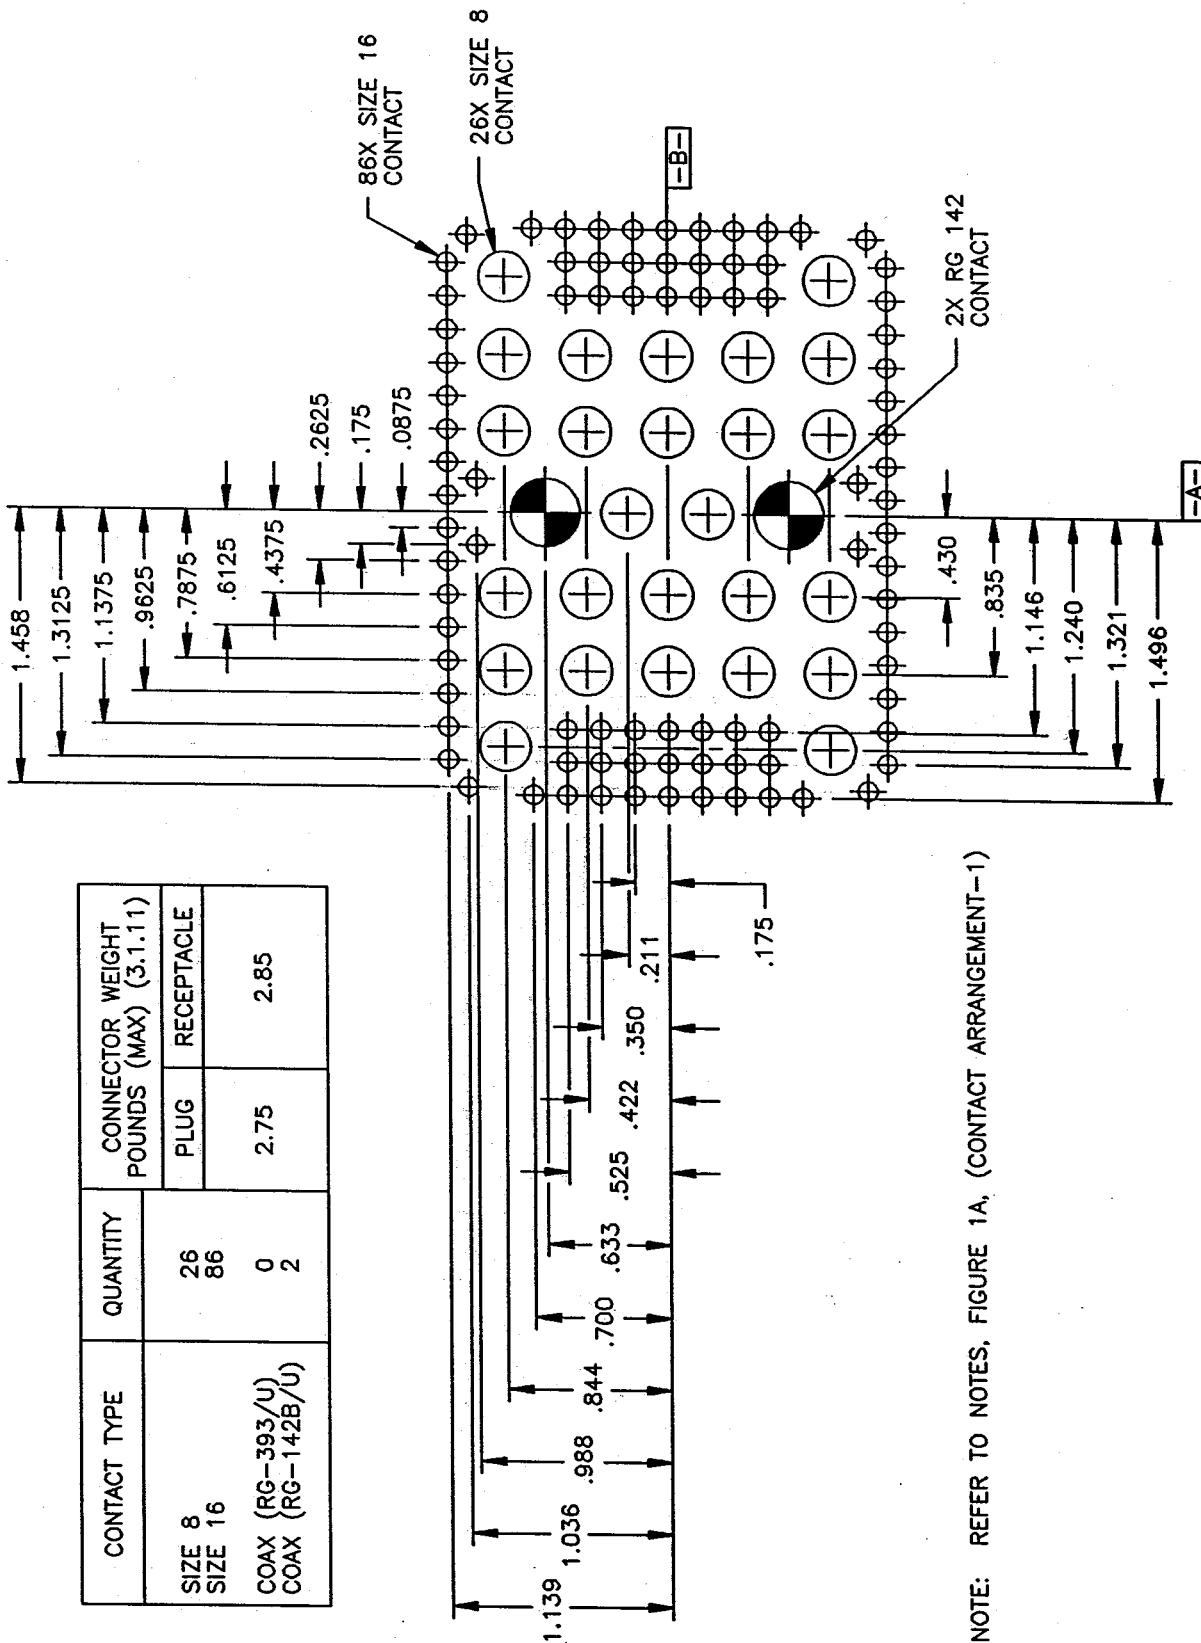 CONTACT TYPE
QUANTITY
CONNECTOR WEIGHT
POUNDS (MAX) (3.1.11)
PLUG
RECEPTACLE
SIZE 8
26
SIZE 16
86
2.75
2.85
COAX (RG-393/U)
0
COAX (RG-142B/U)
2
1.458
1.3125
1.1375
.9625
.7875
.6125
.4375
.2625
.175
.0875
86X SIZE 16
CONTACT
26X SIZE 8
CONTACT
-B-
2X RG 142
CONTACT
-A-
.430
.835
1.146
1.240
1.321
1.496
1.139
1.036
.988
.844
.700
.633
.525
.422
.350
.211
.175
NOTE: REFER TO NOTES, FIGURE 1A, (CONTACT ARRANGEMENT-1)